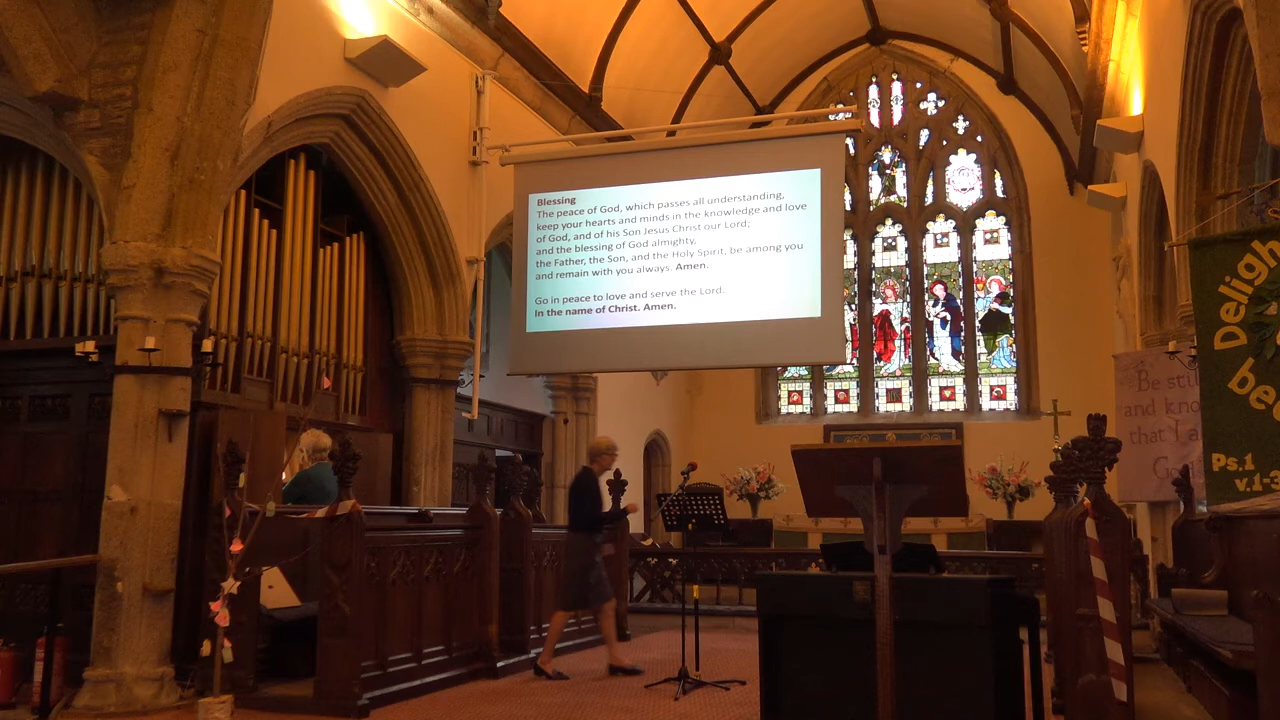 Blessing
The peace of God, which passes all understanding,
keep your hearts and minds in the knowledge and love
of God, and of his Son Jesus Christ our Lord;
and the blessing of God almighty,
the Father, the Son, and the Holy Spirit, be among you
and remain with you always. Amen.
Go in peace to love and serve the Lord.
In the name of Christ. Amen.
Be
and
that I
Deligh
be
Ps.1
v.1-3